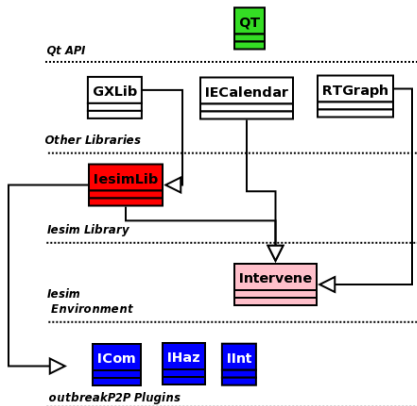 QT
Qt API
GXLib
IECalendar
RTGraph
Other Libraries
IesimLib
Iesim Library
Intervene
Iesim
Environment
ICom
IHaz
IInt
outbreakP2P Plugins